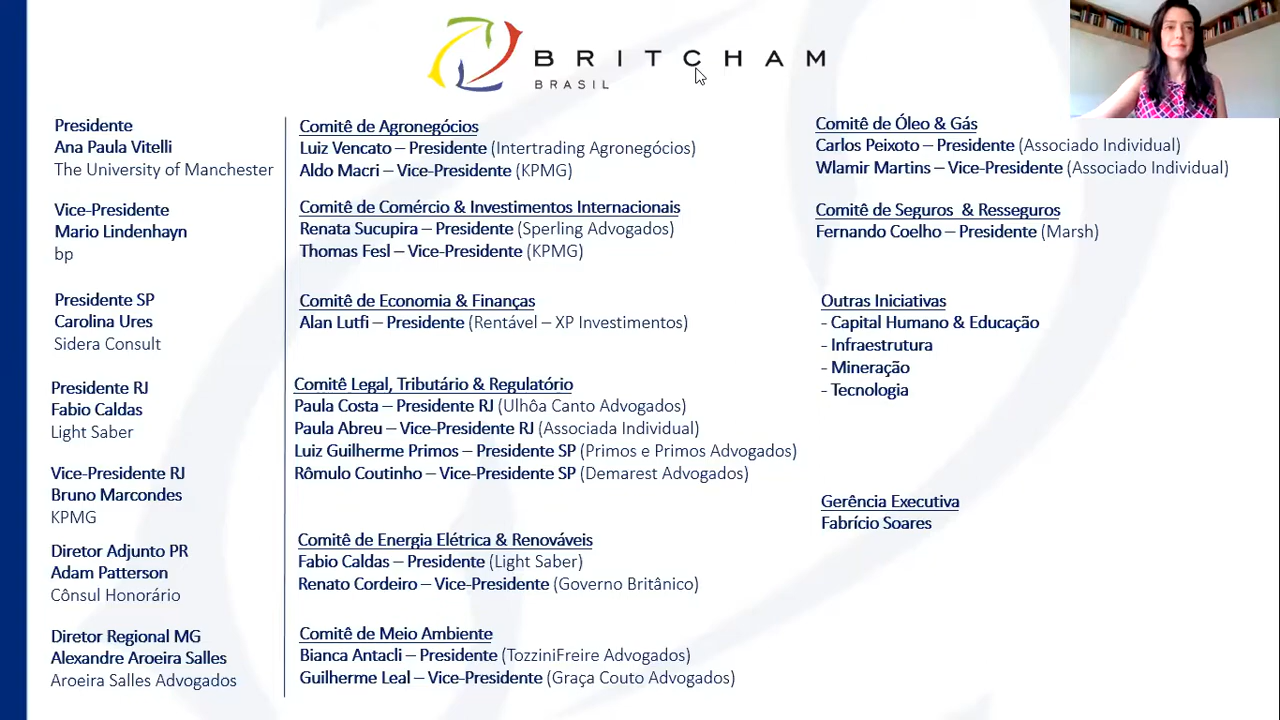 BRITCHAM
BRASIL
Presidente
Ana Paula Vitelli
The University of Manchester
Vice-Presidente
Mario Lindenhayn
bp
Presidente SP
Carolina Ures
Sidera Consult
Presidente RJ
Fabio Caldas
Light Saber
Vice-Presidente RJ
Bruno Marcondes
KPMG
Diretor Adjunto PR
Adam Patterson
Cônsul Honorário
Diretor Regional MG
Alexandre Aroeira Salles
Aroeira Salles Advogados
Comitê de Agronegócios
Luiz Vencato – Presidente (Intertrading Agronegócios)
Aldo Macri – Vice-Presidente (KPMG)
Comitê de Comércio & Investimentos Internacionais
Renata Sucupira – Presidente (Sperling Advogados)
Thomas Fesl – Vice-Presidente (KPMG)
Comitê de Economia & Finanças
Alan Lutfi – Presidente (Rentável – XP Investimentos)
Comitê Legal, Tributário & Regulatório
Paula Costa – Presidente RJ (Ulhôa Canto Advogados)
Paula Abreu – Vice-Presidente RJ (Associada Individual)
Luiz Guilherme Primos – Presidente SP (Primos e Primos Advogados)
Rômulo Coutinho – Vice-Presidente SP (Demarest Advogados)
Comitê de Energia Elétrica & Renováveis
Fabio Caldas – Presidente (Light Saber)
Renato Cordeiro – Vice-Presidente (Governo Britânico)
Comitê de Meio Ambiente
Bianca Antacli – Presidente (TozziniFreire Advogados)
Guilherme Leal – Vice-Presidente (Graça Couto Advogados)
Comitê de Óleo & Gás
Carlos Peixoto – Presidente (Associado Individual)
Wlamir Martins – Vice-Presidente (Associado Individual)
Comitê de Seguros & Resseguros
Fernando Coelho – Presidente (Marsh)
Outras Iniciativas
- Capital Humano & Educação
- Infraestrutura
- Mineração
- Tecnologia
Gerência Executiva
Fabrício Soares